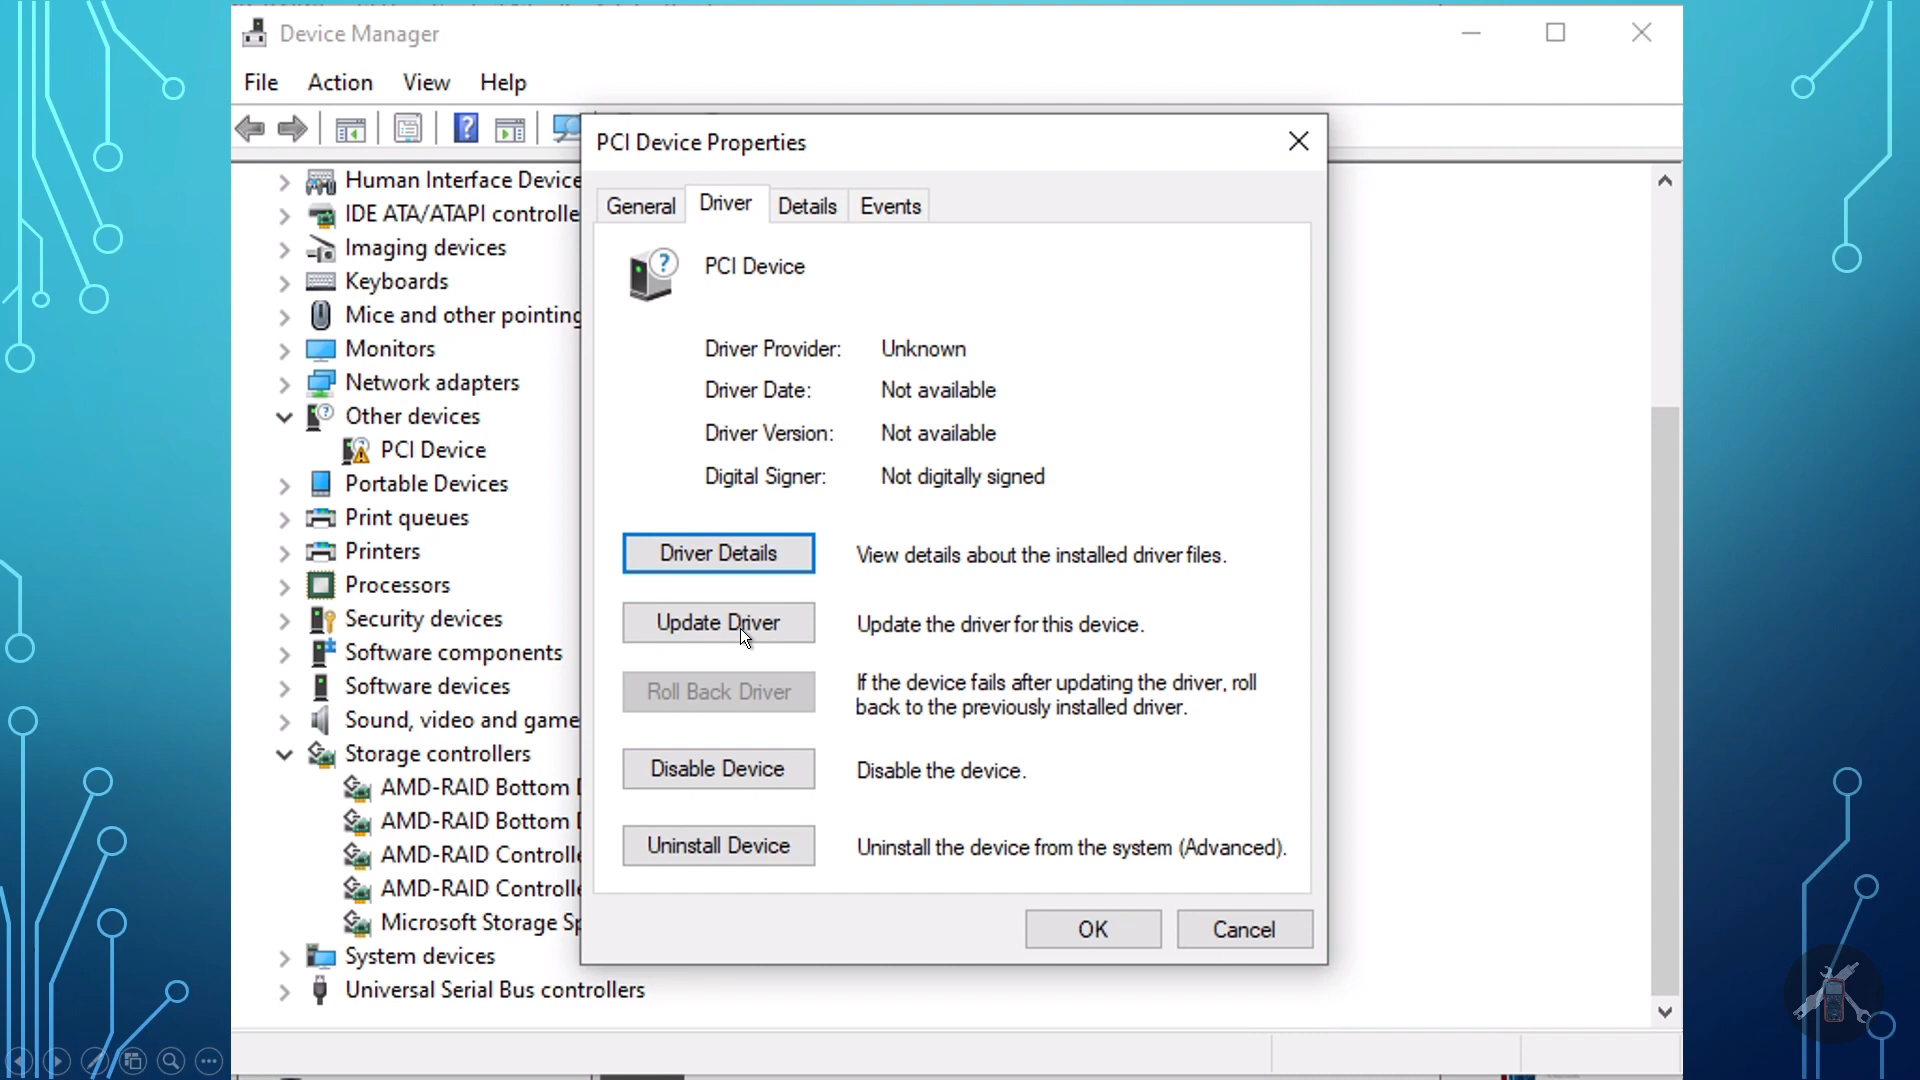 Device Manager
File Action View Help
PCI Device Properties
General Driver Details Events
PCI Device
Driver Provider: Unknown
Driver Date: Not available
Driver Version: Not available
Digital Signer: Not digitally signed
Driver Details View details about the installed driver files.
Update Driver Update the driver for this device.
Roll Back Driver If the device fails after updating the driver, roll
back to the previously installed driver.
Disable Device Disable the device.
Uninstall Device Uninstall the device from the system (Advanced).
OK Cancel
Human Interface Device
IDE ATA/ATAPI controlle
Imaging devices
Keyboards
Mice and other pointing
Monitors
Network adapters
Other devices
PCI Device
Portable Devices
Print queues
Printers
Processors
Security devices
Software components
Software devices
Sound, video and game
Storage controllers
AMD-RAID Bottom D
AMD-RAID Bottom D
AMD-RAID Controlle
AMD-RAID Controlle
Microsoft Storage Sp
System devices
Universal Serial Bus controllers